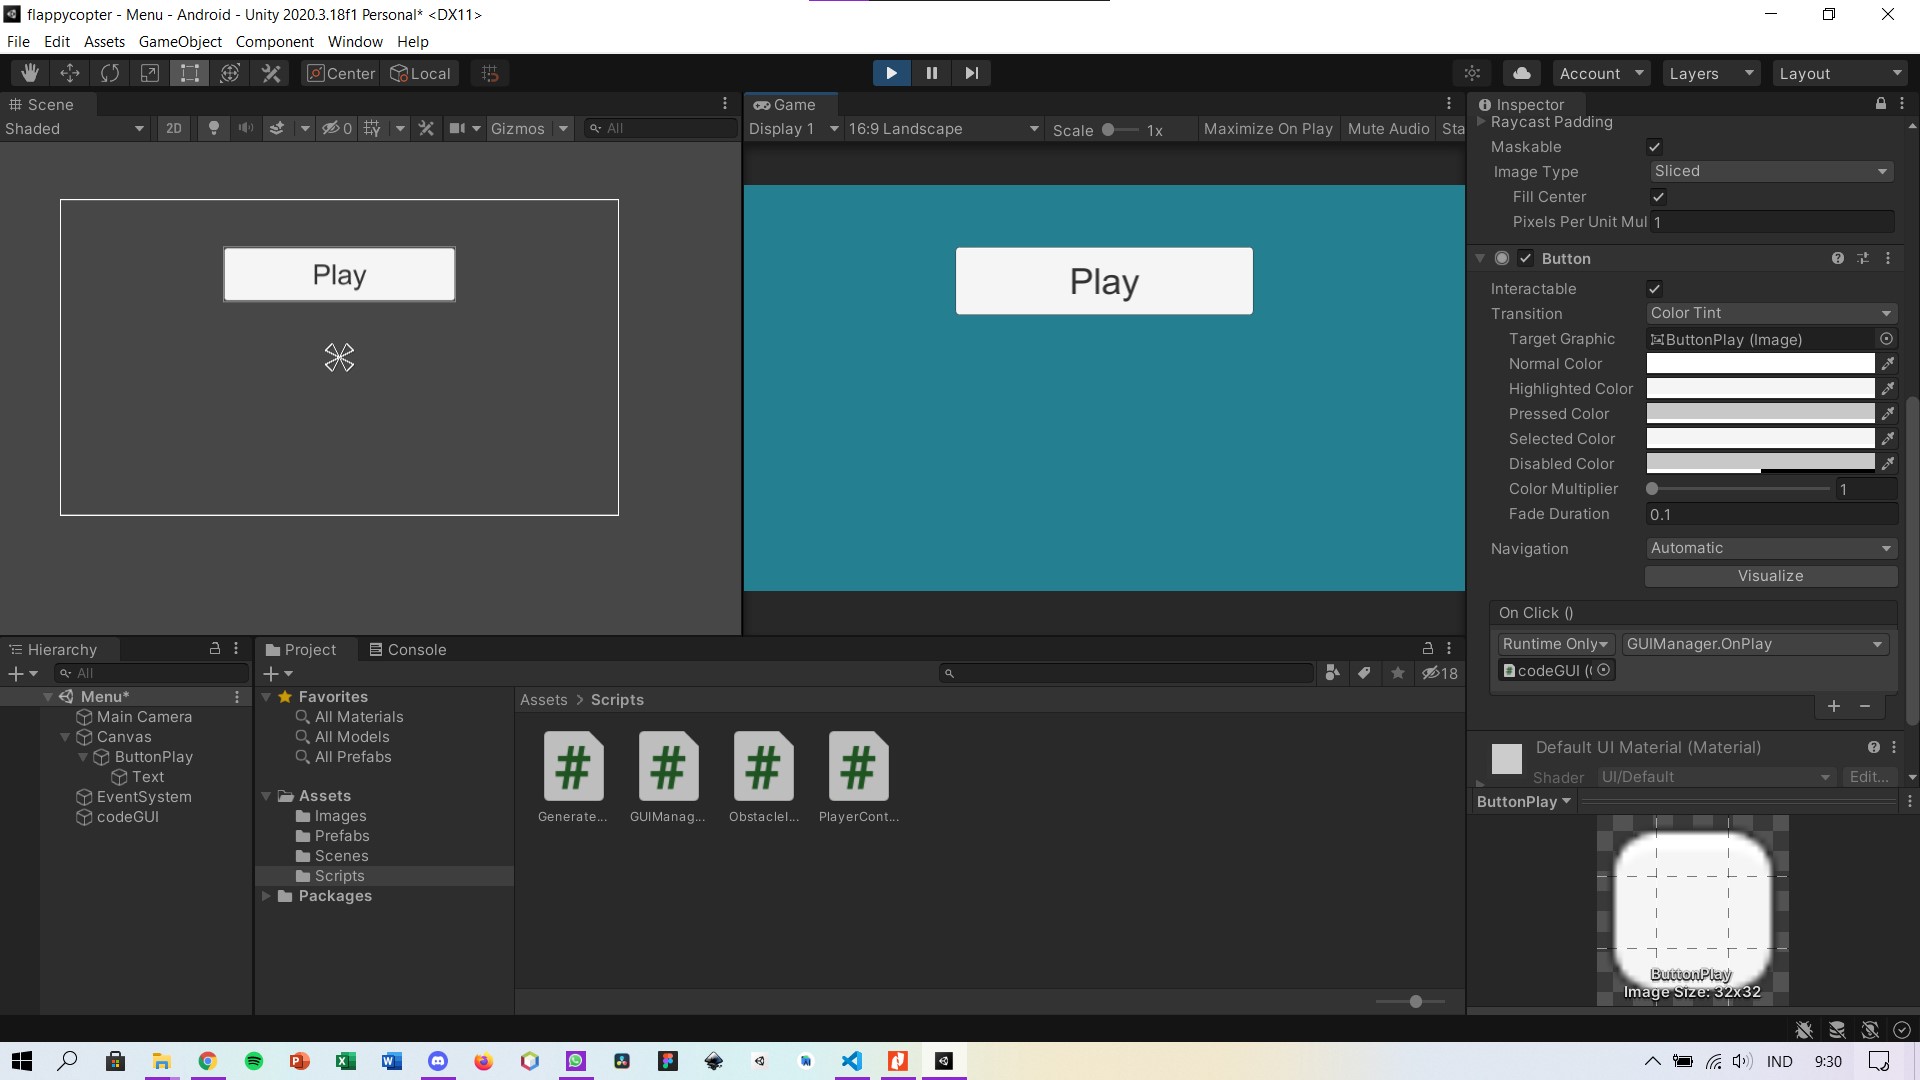 flappycopter - Menu - Android - Unity 2020.3.18f1 Personal* <DX11>
File Edit Assets GameObject Component Window Help
Center Local Account Layers Layout
Scene
Shaded 2D 0 Gizmos All
Game
Display 1 16:9 Landscape Scale 1x Maximize On Play Mute Audio Sta
Play
Play
Inspector
Raycast Padding
Maskable
Image Type Sliced
Fill Center
Pixels Per Unit Mul 1
Button
Interactable
Transition Color Tint
Target Graphic ButtonPlay (Image)
Normal Color
Highlighted Color
Pressed Color
Selected Color
Disabled Color
Color Multiplier 1
Fade Duration 0.1
Navigation Automatic
Visualize
On Click ()
Runtime Only GUIManager.OnPlay
codeGUI (
Default UI Material (Material)
Shader UI/Default Edit...
ButtonPlay
ButtonPlay
Image Size: 32x32
Hierarchy
All
Menu*
Main Camera
Canvas
ButtonPlay
Text
EventSystem
codeGUI
Project Console
18
Favorites
All Materials
All Models
All Prefabs
Assets
Images
Prefabs
Scenes
Scripts
Packages
Assets > Scripts
Generate... GUIManag... ObstacleI... PlayerCont...
IND 9:30